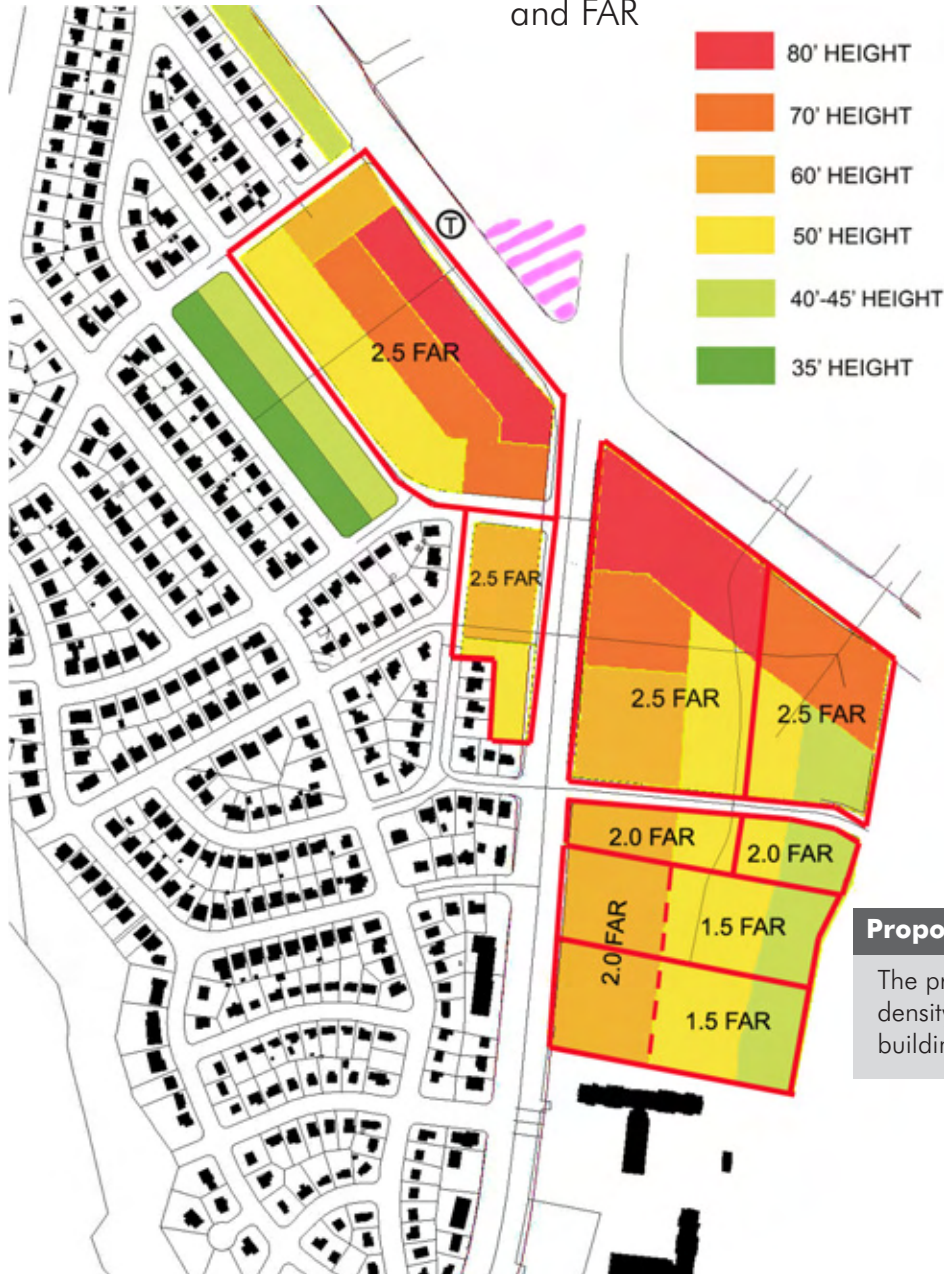 and FAR
80' HEIGHT
70' HEIGHT
60' HEIGHT
50' HEIGHT
40'-45' HEIGHT
35' HEIGHT
T
2.5 FAR
2.5 FAR
2.5 FAR
2.5 FAR
2.0 FAR
2.0 FAR
2.0 FAR
1.5 FAR
1.5 FAR
Propo
The pr
density
buildin